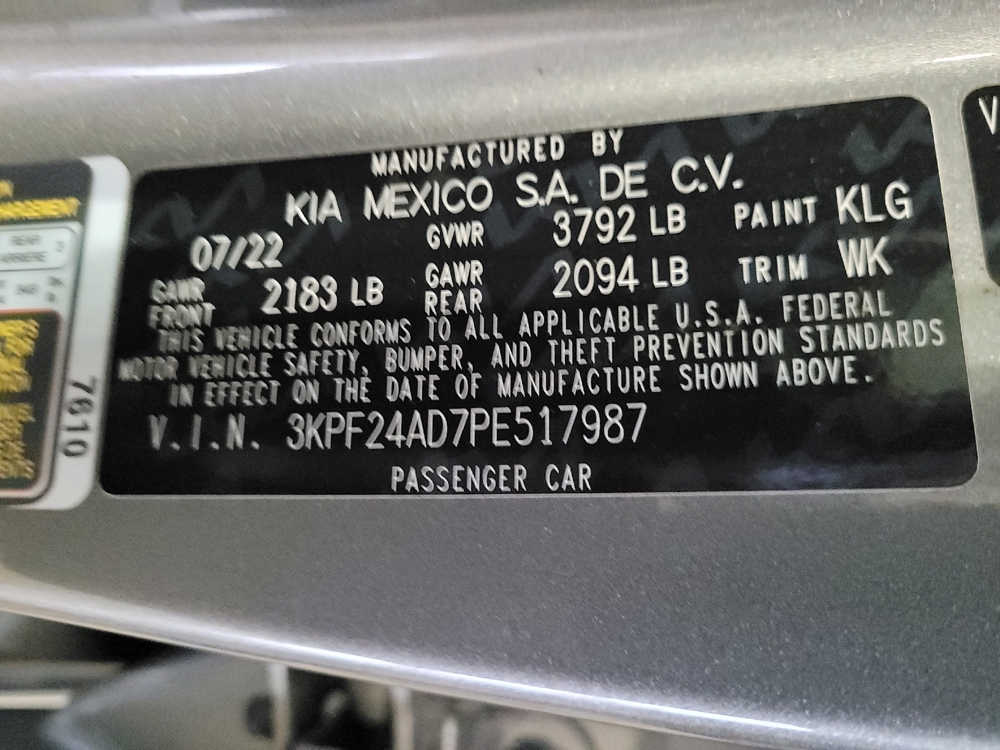 MANUFACTURED BY
KIA MEXICO S.A. DE C.V.
07/22 GVWR 3792 LB PAINT KLG
GAWR FRONT 2183 LB GAWR REAR 2094 LB TRIM WK
THIS VEHICLE CONFORMS TO ALL APPLICABLE U.S.A. FEDERAL
MOTOR VEHICLE SAFETY, BUMPER, AND THEFT PREVENTION STANDARDS
IN EFFECT ON THE DATE OF MANUFACTURE SHOWN ABOVE.
V.I.N. 3KPF24AD7PE517987
PASSENGER CAR
7610
REAR
3
V